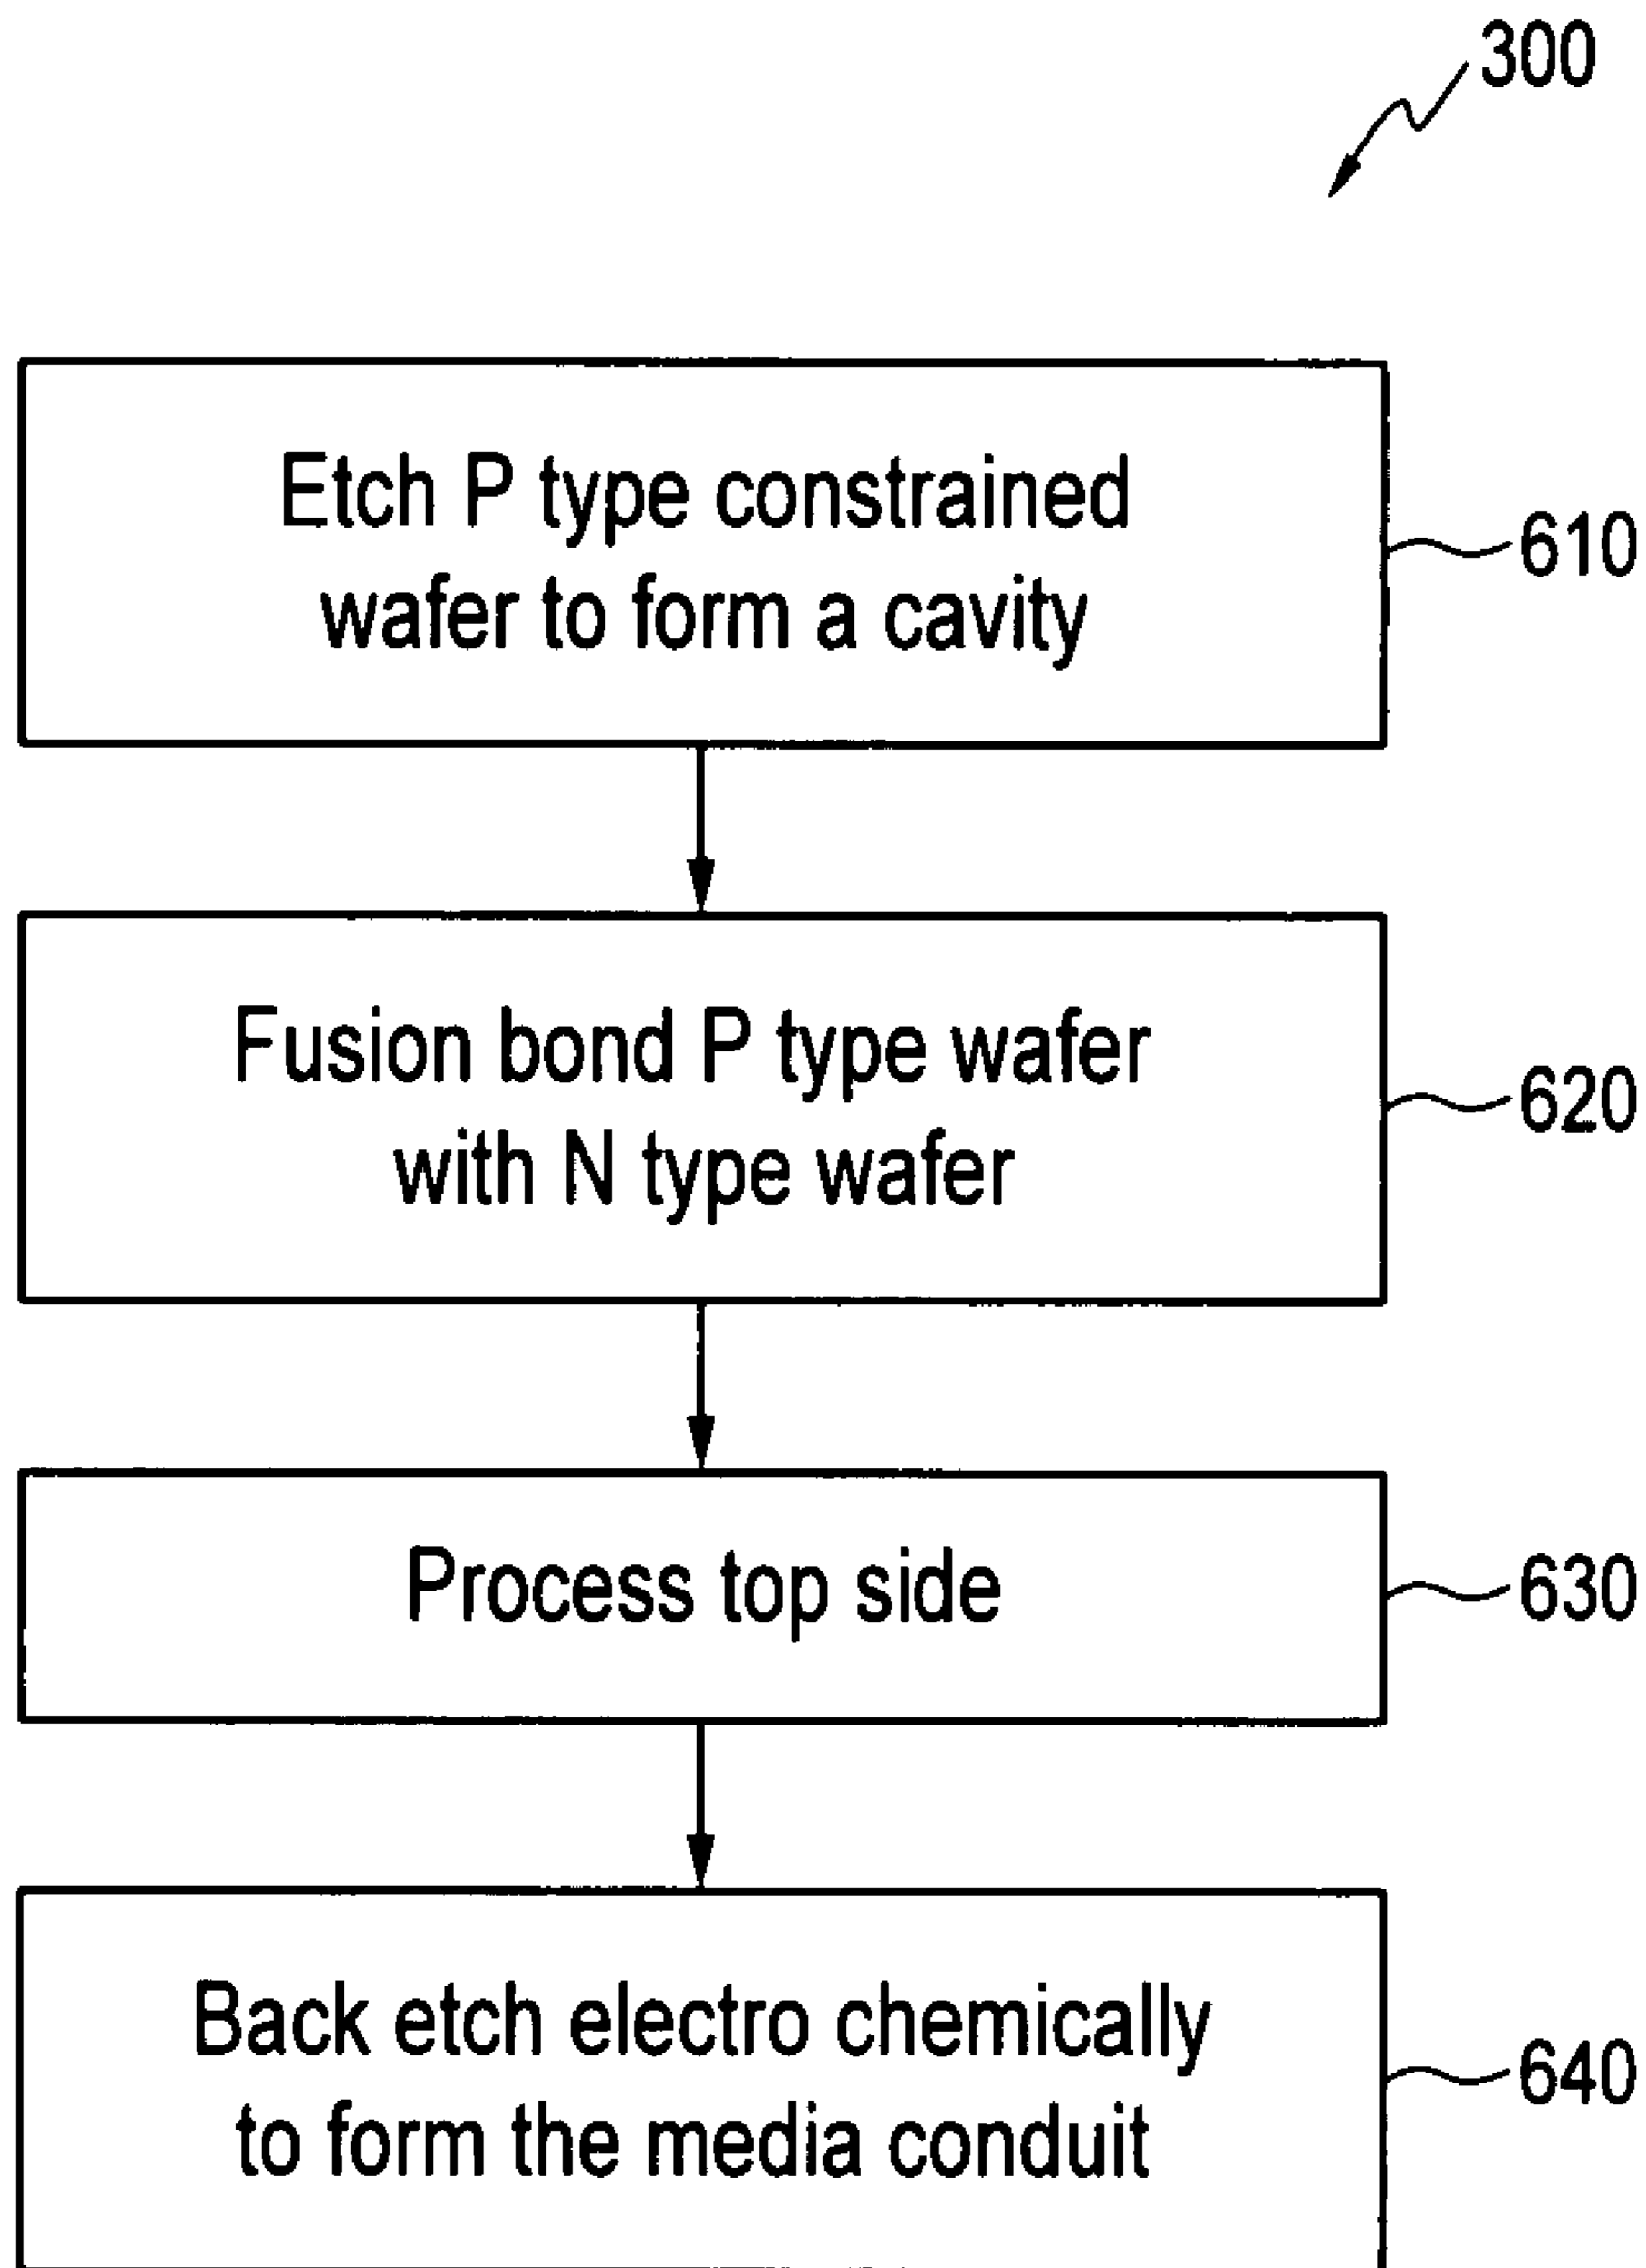 300
Etch P type constrained
wafer to form a cavity
610
Fusion bond P type wafer
with N type wafer
620
Process top side
630
Back etch electro chemically
to form the media conduit
640